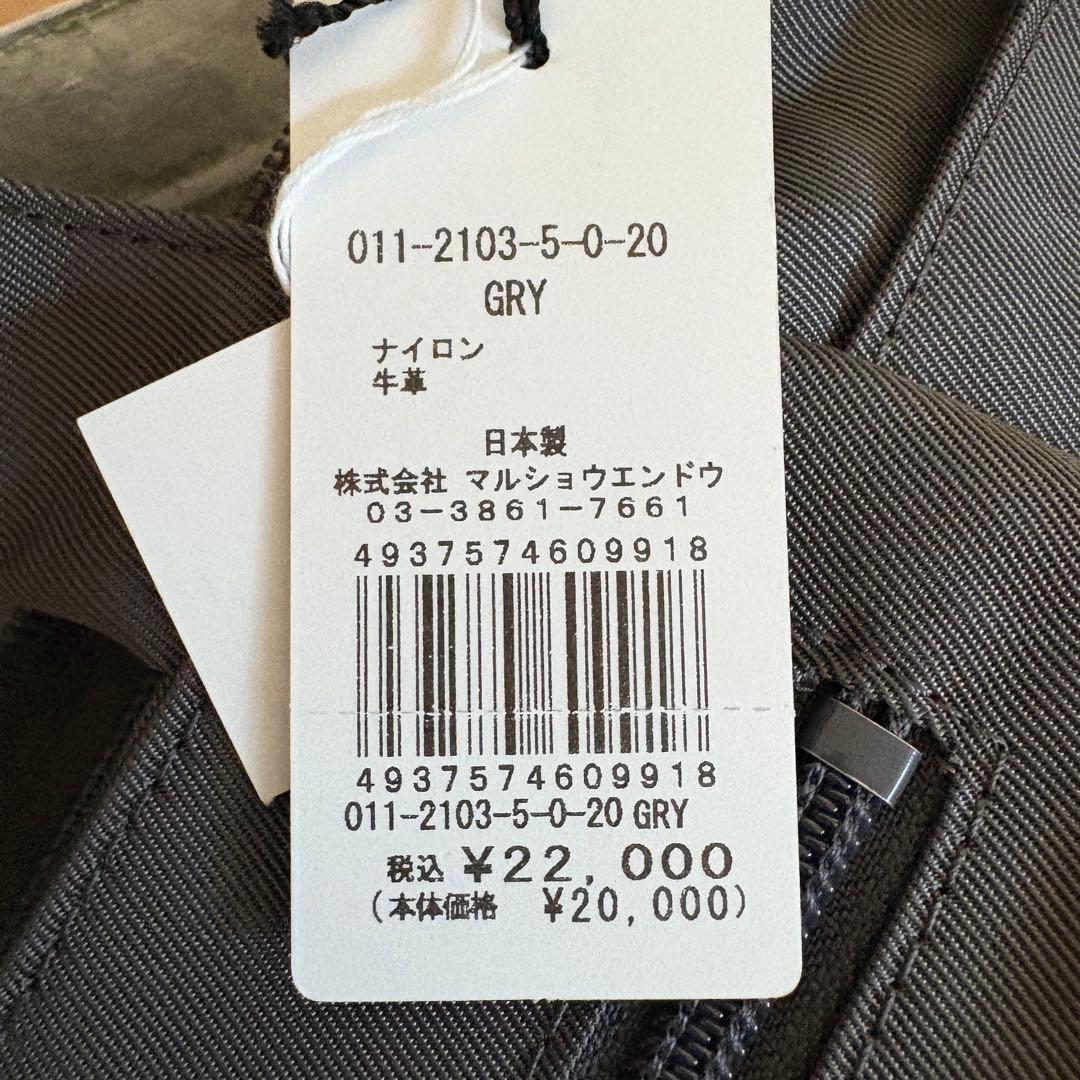 011-2103-5-0-20
GRY
ナイロン
牛革
日本製
株式会社 マルショウエンドウ
03-3861-7661
4937574609918
4937574609918
011-2103-5-0-20 GRY
税込 ¥22,000
(本体価格 ¥20,000)